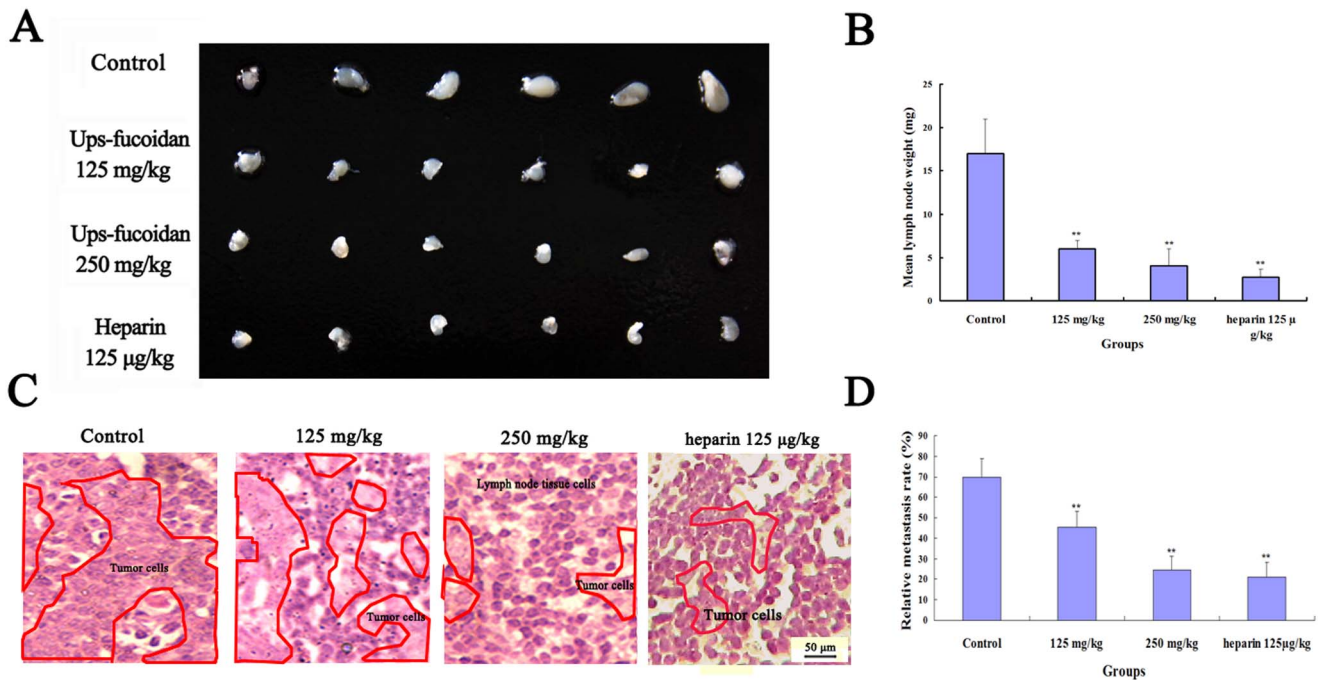 A
Control
Ups-fucoidan
125 mg/kg
Ups-fucoidan
250 mg/kg
Heparin
125 μg/kg
B
Mean lymph node weight (mg)
25
20
15
10
5
0
**
**
**
Control
125 mg/kg
250 mg/kg
heparin 125 μ
g/kg
Groups
C
Control
125 mg/kg
250 mg/kg
heparin 125 μg/kg
Tumor cells
Tumor cells
Lymph node tissue cells
Tumor cells
Tumor cells
50 μm
D
Relative metastasis rate (%)
90
80
70
60
50
40
30
20
10
0
**
**
**
Control
125 mg/kg
250 mg/kg
heparin 125μg/kg
Groups